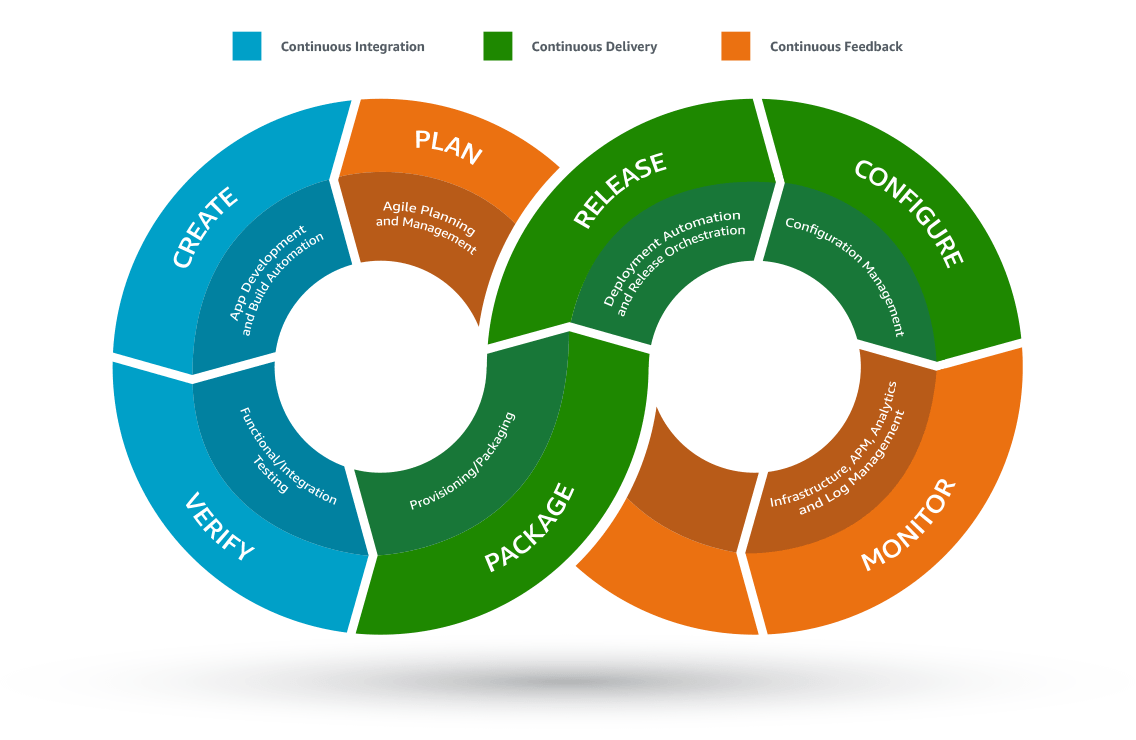 Continuous Integration
Continuous Delivery
Continuous Feedback
CREATE
App Development
and Build Automation
PLAN
Agile Planning
and Management
RELEASE
Deployment Automation
and Release Orchestration
CONFIGURE
Configuration Management
VERIFY
Functional/Integration
Testing
PACKAGE
Provisioning/Packaging
MONITOR
Infrastructure, APM, Analytics
and Log Management